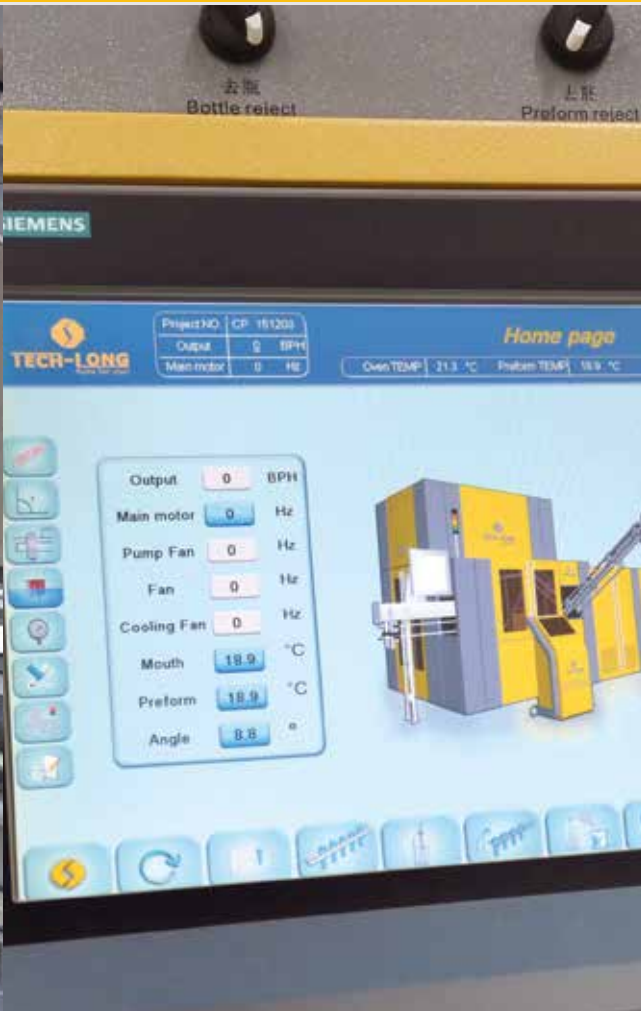 去瓶
Bottle reject
Preform reject
SIEMENS
TECH-LONG
Project NO. CP 151203
Output 0 BPH
Main motor 0 Hz
Home page
Oven TEMP 21.3 °C Preform TEMP 18.9 °C
Output 0 BPH
Main motor 0 Hz
Pump Fan 0 Hz
Fan 0 Hz
Cooling Fan 0 Hz
Mouth 18.9 °C
Preform 18.9 °C
Angle 8.8 °